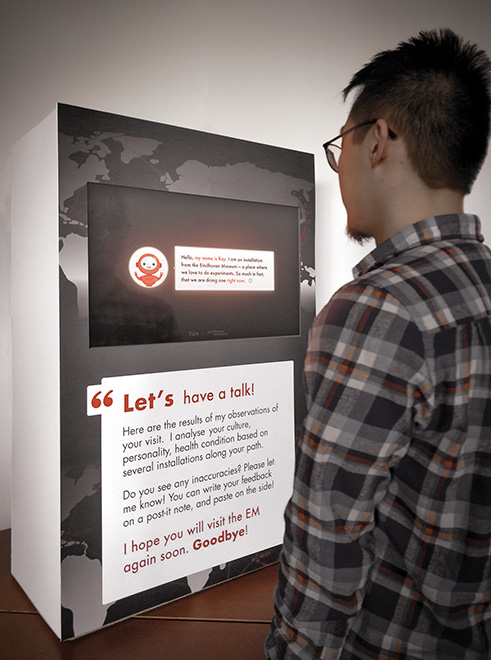 Hello, my name is Ray. I am an installation
from the Eindhoven Museum – a place where
we love to do experiments. So much in fact,
that we are doing one right now.
“ Let's have a talk!
Here are the results of my observations of
your visit. I analyse your culture,
personality, health condition based on
several installations along your path.
Do you see any inaccuracies? Please let
me know! You can write your feedback
on a post-it note, and paste on the side!
I hope you will visit the EM
again soon. Goodbye!